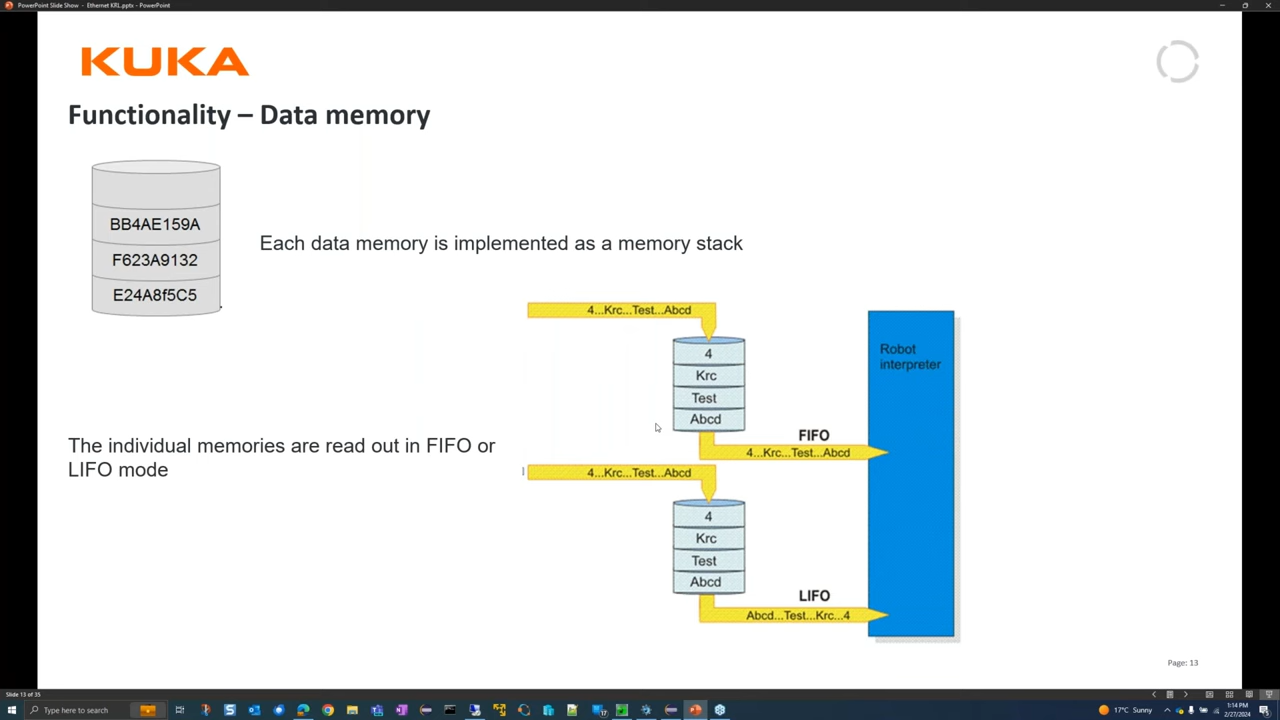 PowerPoint Slide Show - Ethernet KRL.pptx - PowerPoint
KUKA
Functionality – Data memory
BB4AE159A
F623A9132
E24A8f5C5
Each data memory is implemented as a memory stack
The individual memories are read out in FIFO or
LIFO mode
4...Krc...Test...Abcd
4
Krc
Test
Abcd
FIFO
4...Krc...Test...Abcd
4...Krc...Test...Abcd
4
Krc
Test
Abcd
LIFO
Abcd...Test...Krc...4
Robot
interpreter
Page: 13
Slide 13 of 35
Type here to search
17°C Sunny
1:14 PM
2/27/2024